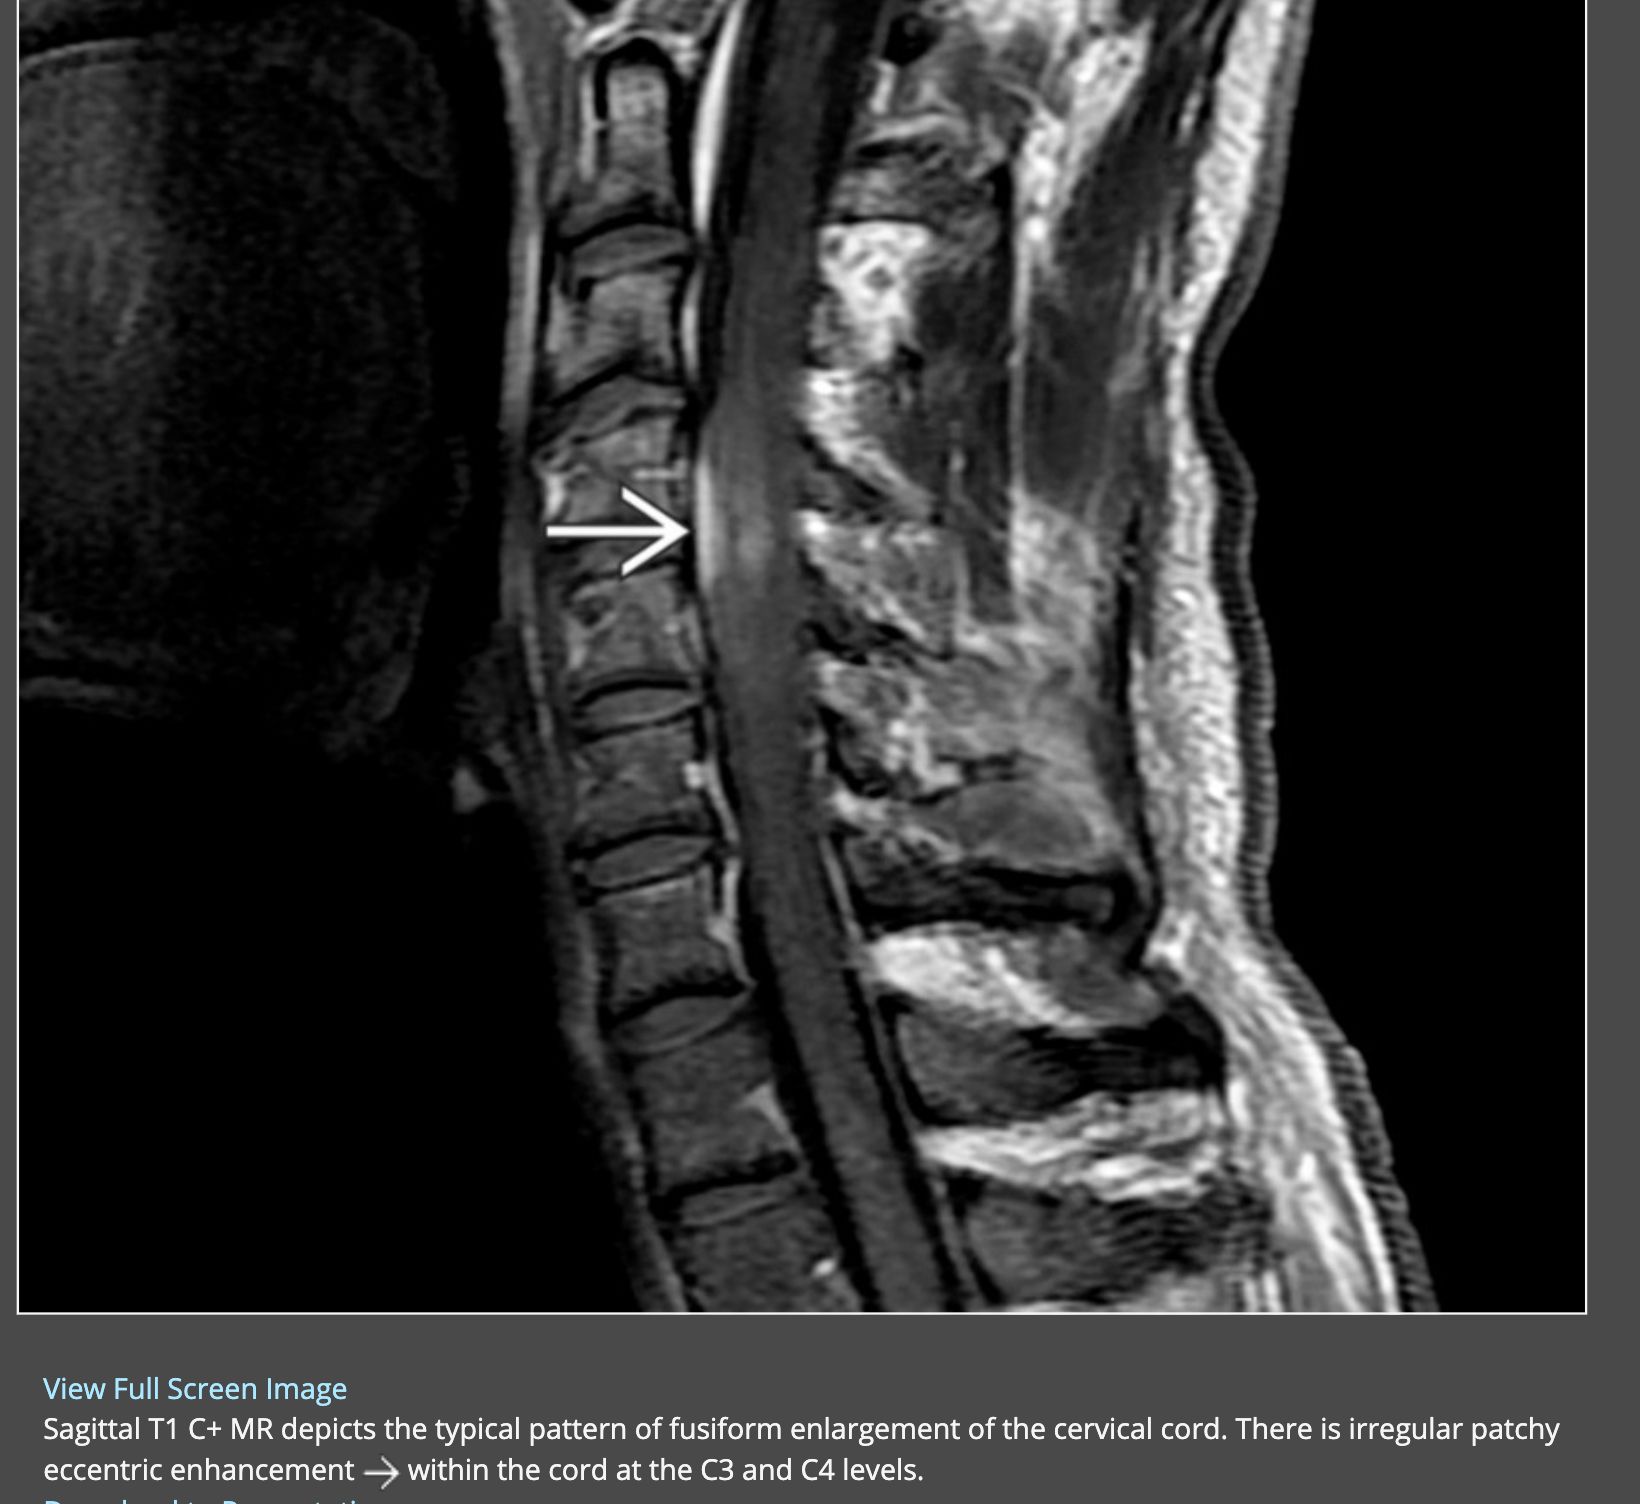 View Full Screen Image
Sagittal T1 C+ MR depicts the typical pattern of fusiform enlargement of the cervical cord. There is irregular patchy
eccentric enhancement → within the cord at the C3 and C4 levels.